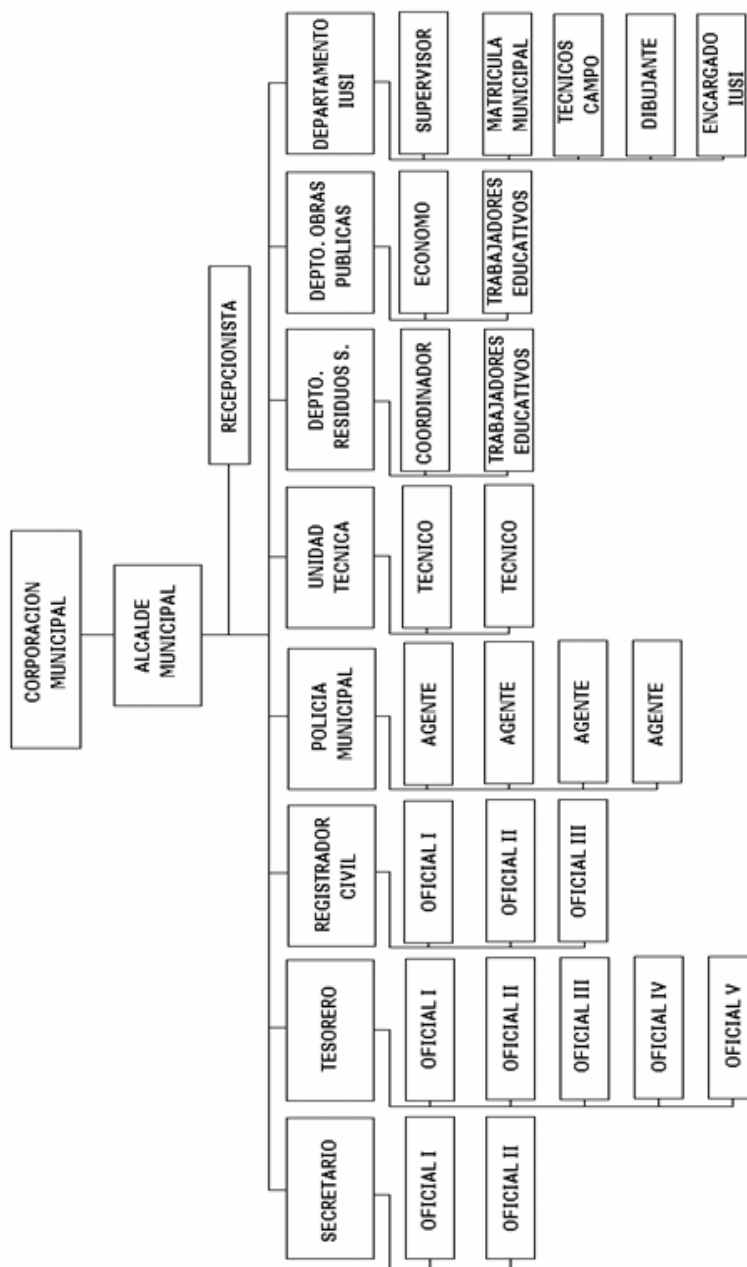 CORPORACION
MUNICIPAL
ALCALDE
MUNICIPAL
RECEPCIONISTA
SECRETARIO
OFICIAL I
OFICIAL II
TESORERO
OFICIAL I
OFICIAL II
OFICIAL III
OFICIAL IV
OFICIAL V
REGISTRADOR
CIVIL
OFICIAL I
OFICIAL II
OFICIAL III
POLICIA
MUNICIPAL
AGENTE
AGENTE
AGENTE
AGENTE
UNIDAD
TECNICA
TECNICO
TECNICO
DEPTO.
RESIDUOS S.
COORDINADOR
TRABAJADORES
EDUCATIVOS
DEPTO. OBRAS
PUBLICAS
ECONOMO
TRABAJADORES
EDUCATIVOS
DEPARTAMENTO
IUSI
SUPERVISOR
MATRICULA
MUNICIPAL
TECNICOS
CAMPO
DIBUJANTE
ENCARGADO
IUSI